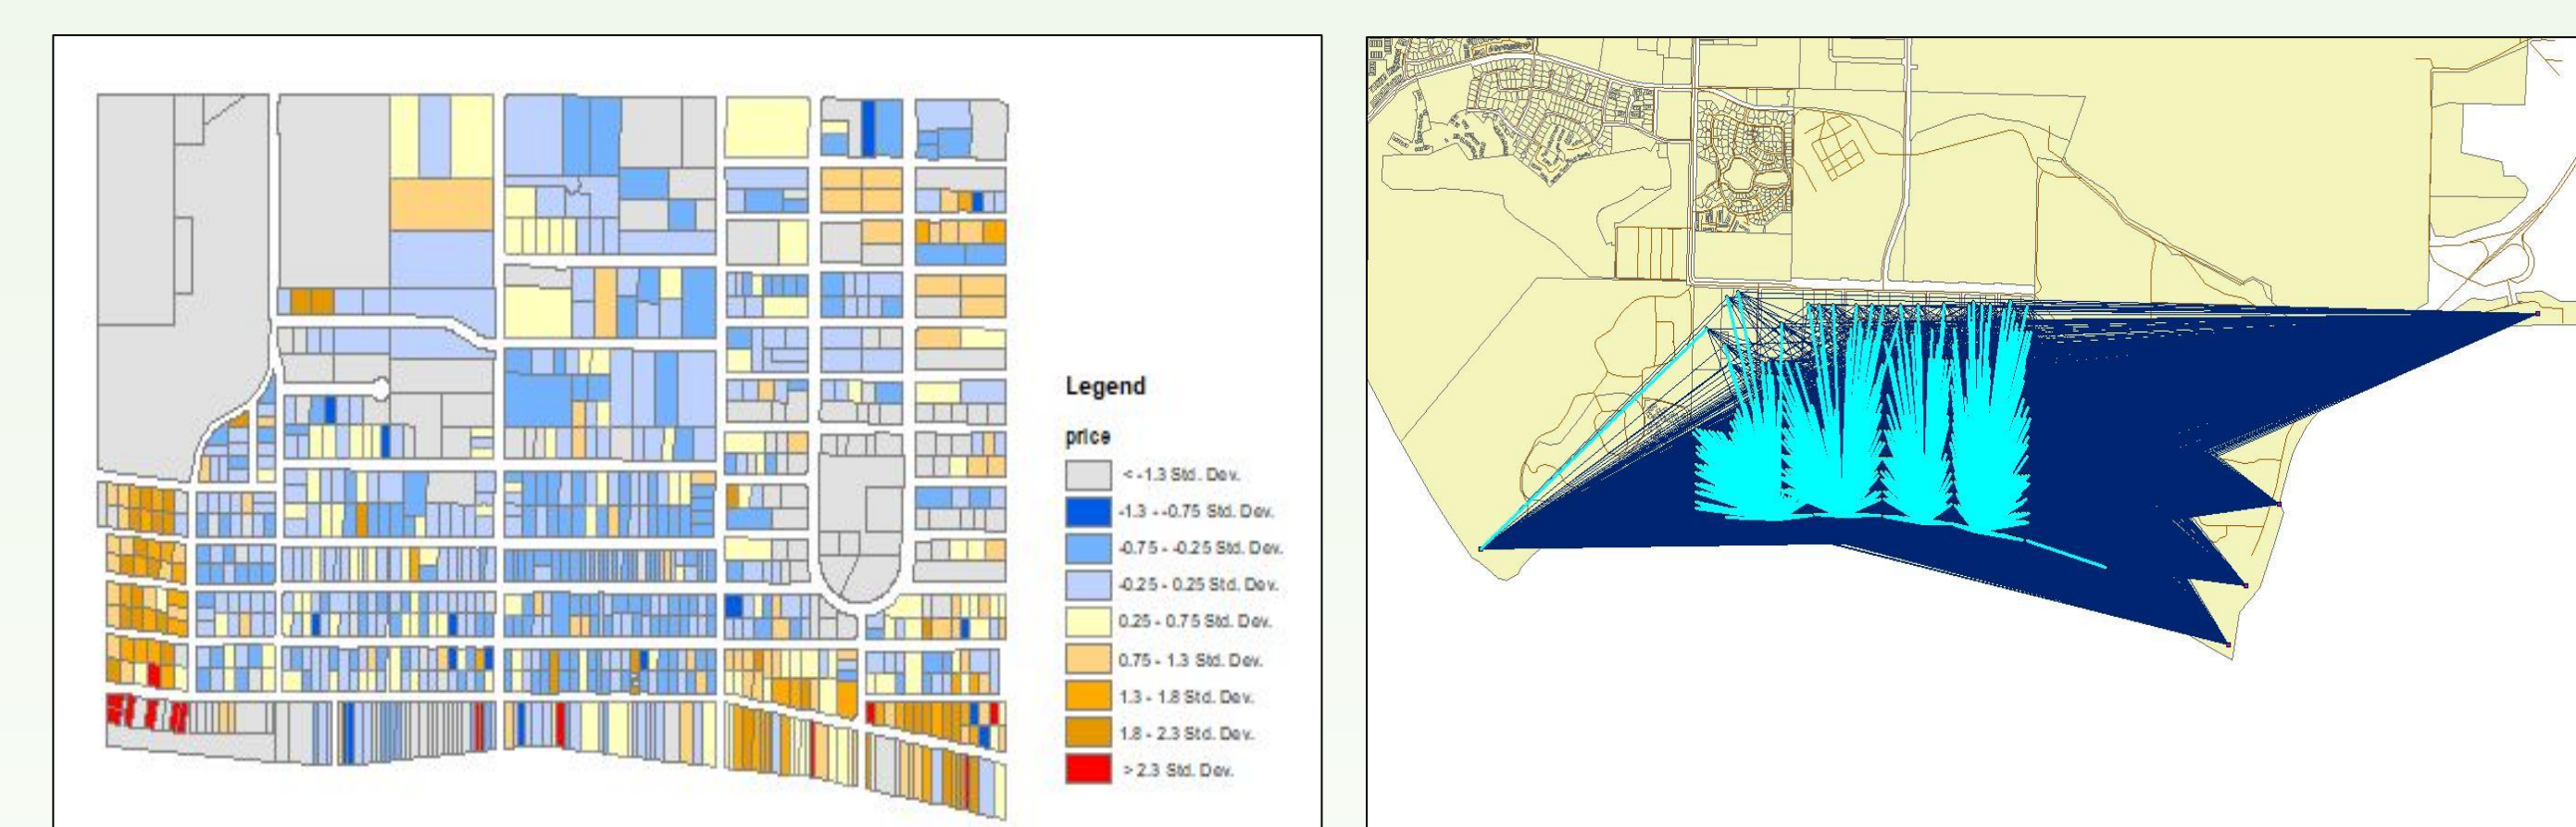 Legend
price
< -1.3 Std. Dev.
-1.3 - -0.75 Std. Dev.
-0.75 - -0.25 Std. Dev.
-0.25 - 0.25 Std. Dev.
0.25 - 0.75 Std. Dev.
0.75 - 1.3 Std. Dev.
1.3 - 1.8 Std. Dev.
1.8 - 2.3 Std. Dev.
> 2.3 Std. Dev.